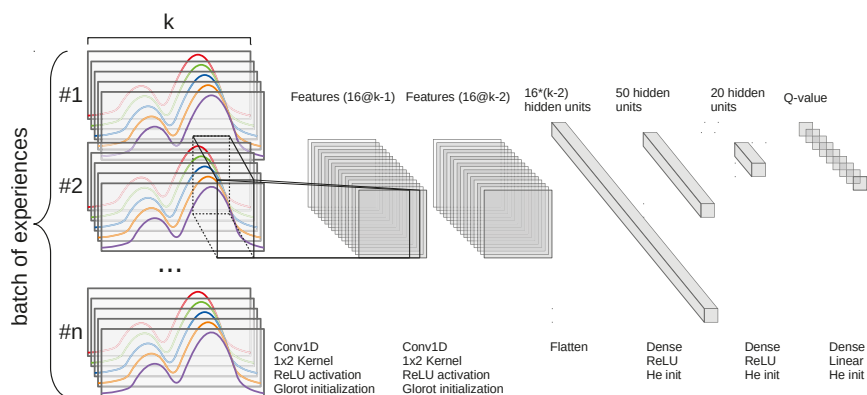 k
#1
#2
...
#n
batch of experiences
Features (16@k-1)
Features (16@k-2)
16*(k-2)
hidden units
50 hidden
units
20 hidden
units
Q-value
Conv1D
1x2 Kernel
ReLU activation
Glorot initialization
Conv1D
1x2 Kernel
ReLU activation
Glorot initialization
Flatten
Dense
ReLU
He init
Dense
ReLU
He init
Dense
Linear
He init